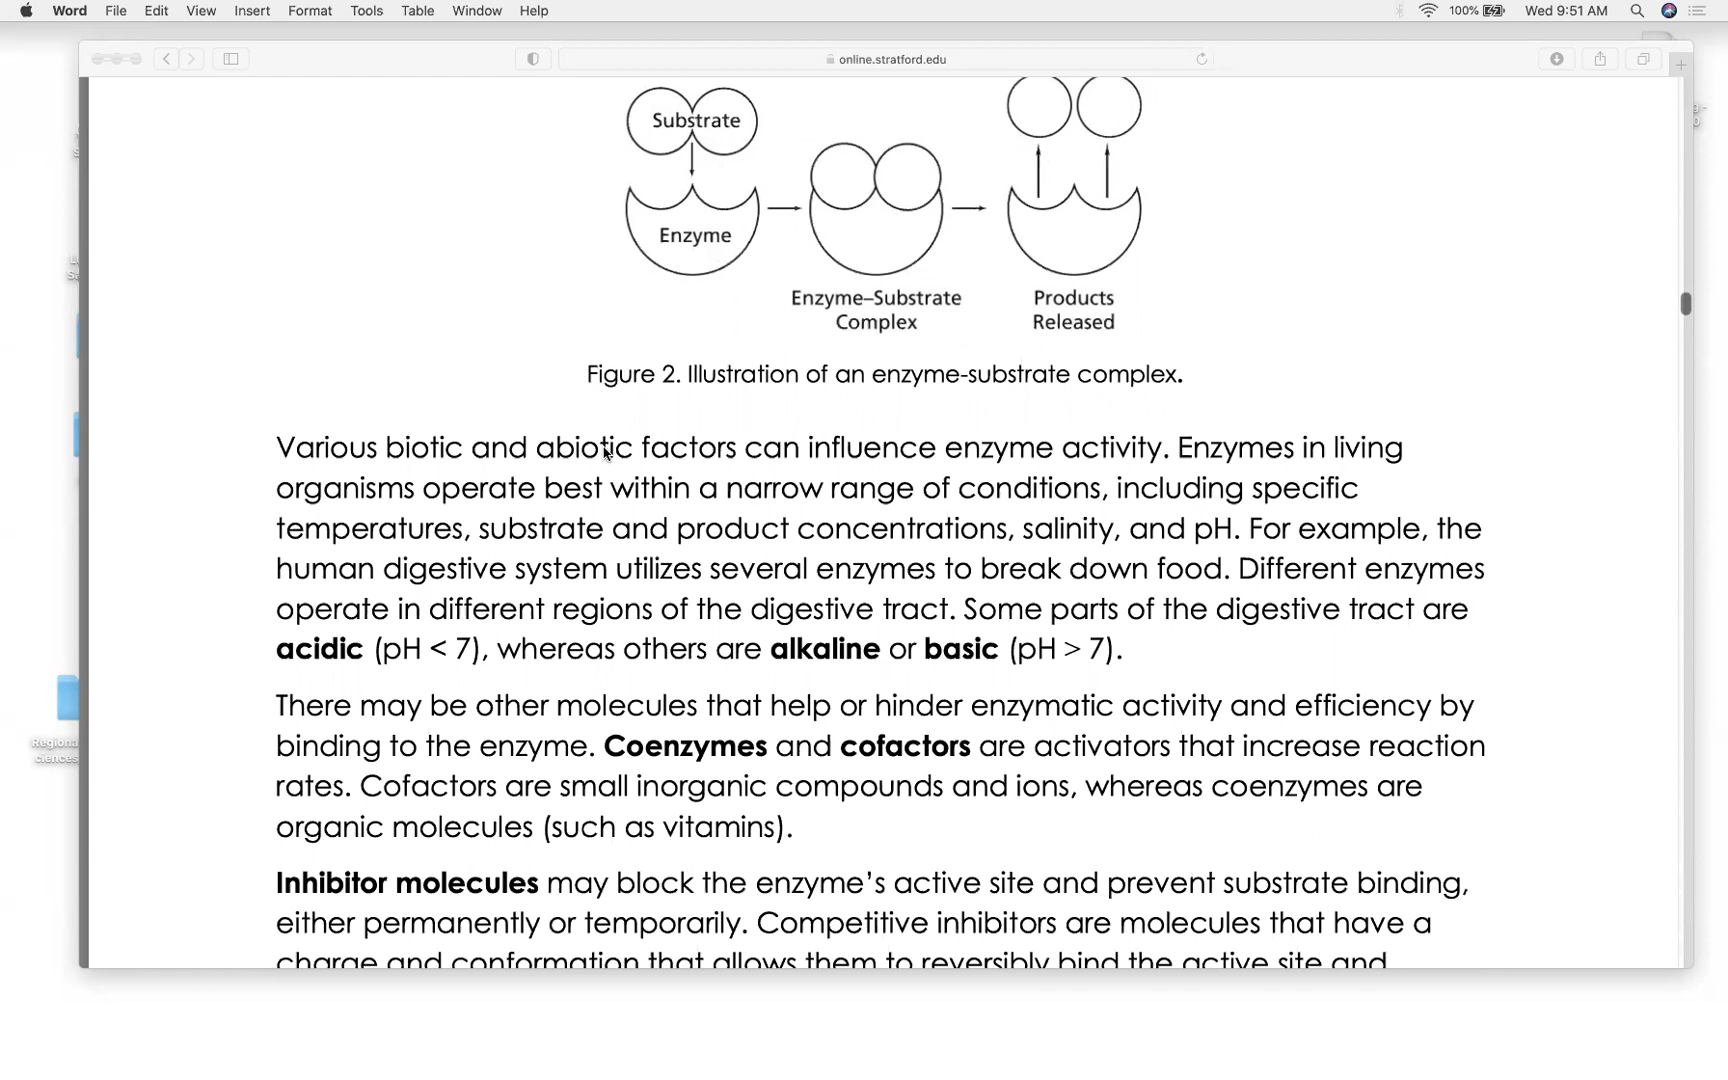 Word File Edit View Insert Format Tools Table Window Help 100% Wed 9:51 AM
online.stratford.edu
Substrate
Enzyme
Enzyme–Substrate
Complex
Products
Released
Figure 2. Illustration of an enzyme-substrate complex.
Various biotic and abiotic factors can influence enzyme activity. Enzymes in living
organisms operate best within a narrow range of conditions, including specific
temperatures, substrate and product concentrations, salinity, and pH. For example, the
human digestive system utilizes several enzymes to break down food. Different enzymes
operate in different regions of the digestive tract. Some parts of the digestive tract are
acidic (pH < 7), whereas others are alkaline or basic (pH > 7).
There may be other molecules that help or hinder enzymatic activity and efficiency by
binding to the enzyme. Coenzymes and cofactors are activators that increase reaction
rates. Cofactors are small inorganic compounds and ions, whereas coenzymes are
organic molecules (such as vitamins).
Regiona
ciences
Inhibitor molecules may block the enzyme’s active site and prevent substrate binding,
either permanently or temporarily. Competitive inhibitors are molecules that have a
charge and conformation that allows them to reversibly bind the active site and